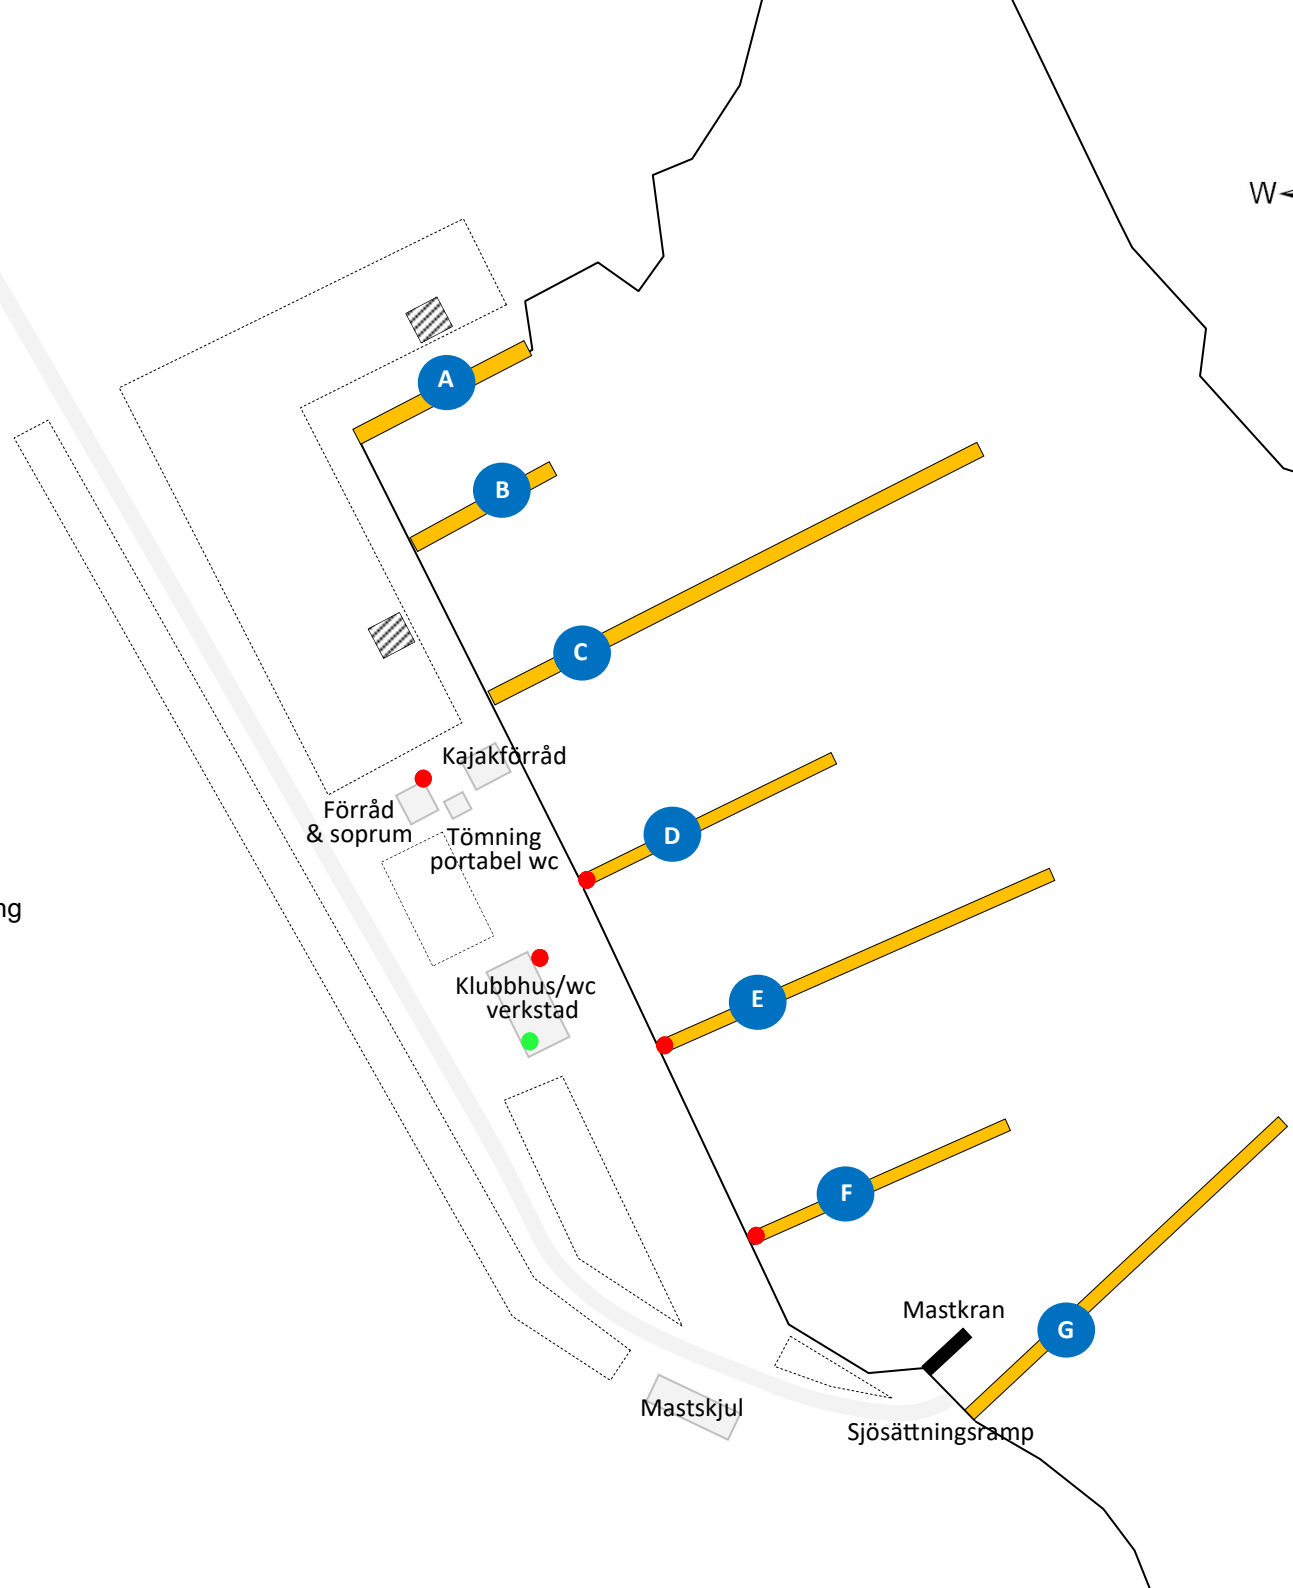 W
A
B
C
Kajakförråd
Förråd
& soprum
Tömning
portabel wc
D
ng
Klubbhus/wc
verkstad
E
F
Mastkran
G
Mastskjul
Sjösättningsramp